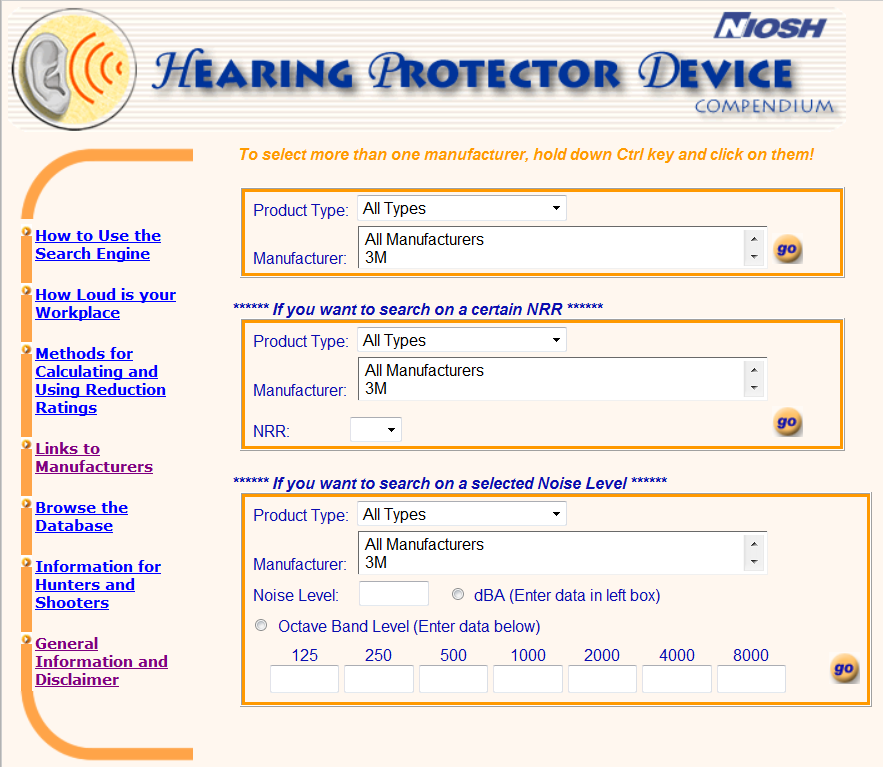 NIOSH
HEARING PROTECTOR DEVICE
COMPENDIUM
To select more than one manufacturer, hold down Ctrl key and click on them!
How to Use the
Search Engine
How Loud is your
Workplace
Methods for
Calculating and
Using Reduction
Ratings
Links to
Manufacturers
Browse the
Database
Information for
Hunters and
Shooters
General
Information and
Disclaimer
Product Type: All Types
All Manufacturers
Manufacturer: 3M
go
****** If you want to search on a certain NRR ******
Product Type: All Types
All Manufacturers
Manufacturer: 3M
NRR:
go
****** If you want to search on a selected Noise Level ******
Product Type: All Types
All Manufacturers
Manufacturer: 3M
Noise Level: dBA (Enter data in left box)
Octave Band Level (Enter data below)
125 250 500 1000 2000 4000 8000
go